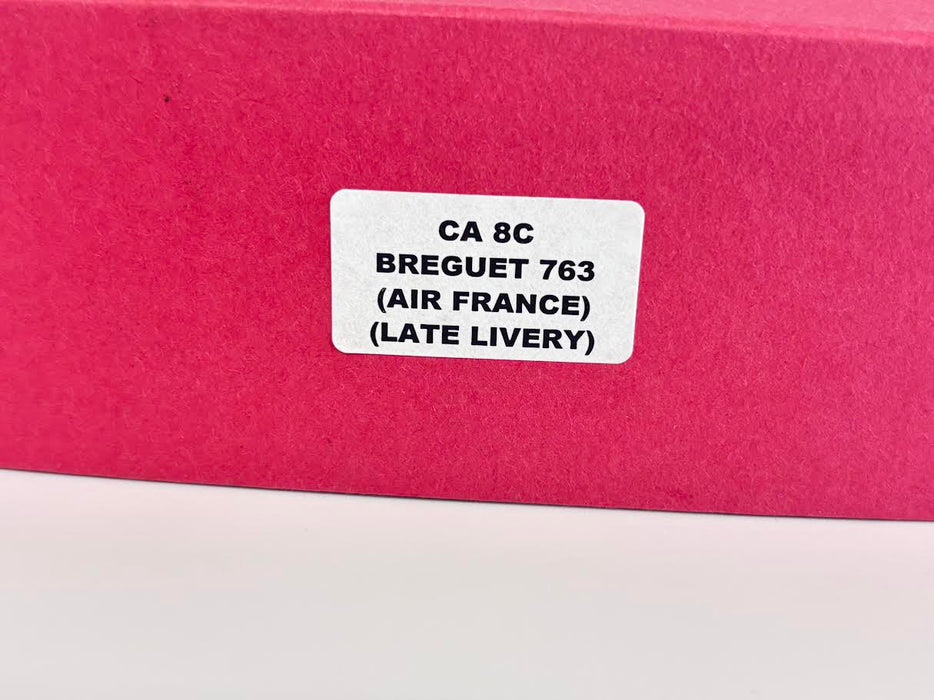 CA 8C
BREGUET 763
(AIR FRANCE)
(LATE LIVERY)